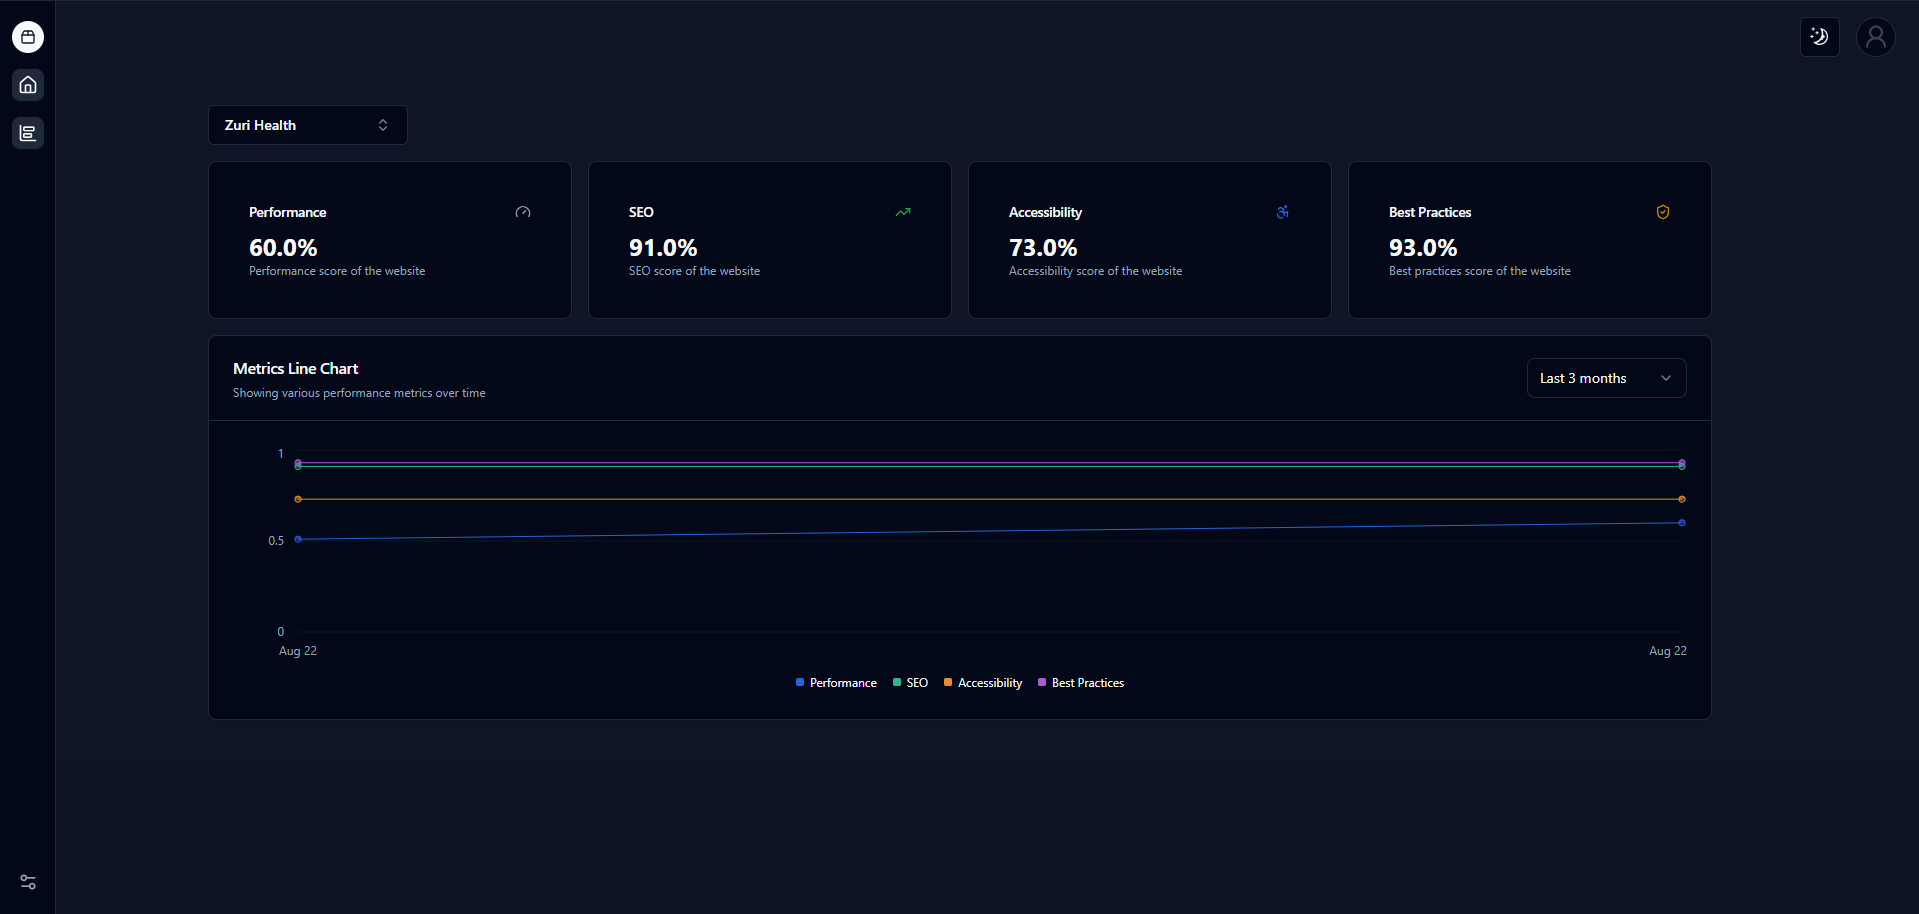 Zuri Health
Performance
60.0%
Performance score of the website
SEO
91.0%
SEO score of the website
Accessibility
73.0%
Accessibility score of the website
Best Practices
93.0%
Best practices score of the website
Metrics Line Chart
Showing various performance metrics over time
Last 3 months
1
0.5
0
Aug 22
Aug 22
Performance
SEO
Accessibility
Best Practices